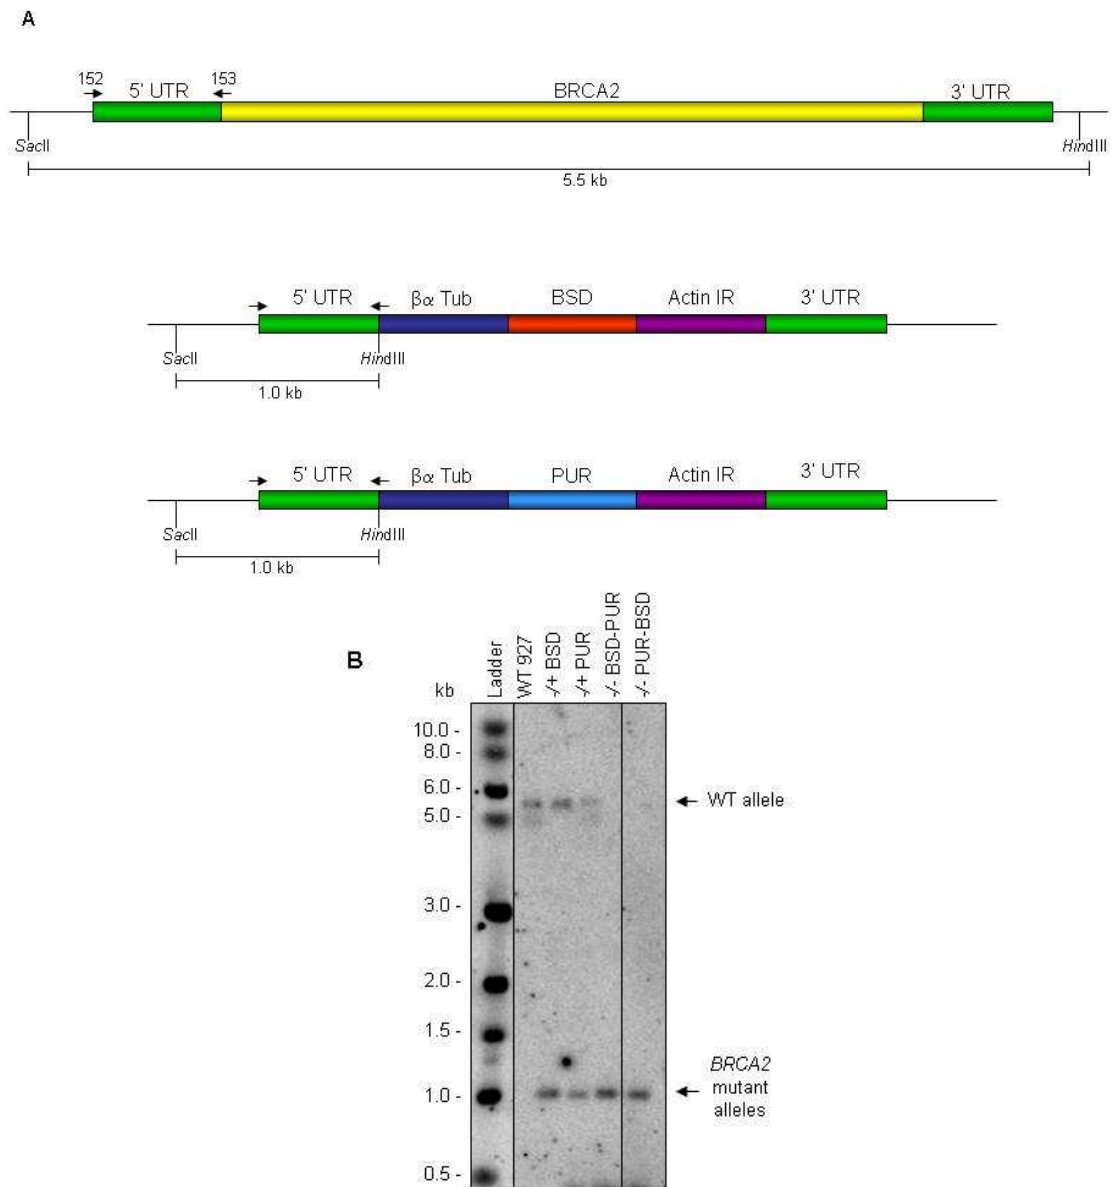 A
152 153
5' UTR BRCA2 3' UTR
SacII HindIII
5.5 kb
5' UTR βα Tub BSD Actin IR 3' UTR
SacII HindIII
1.0 kb
5' UTR βα Tub PUR Actin IR 3' UTR
SacII HindIII
1.0 kb
B
kb
Ladder
WT 927
-/+ BSD
-/+ PUR
-/- BSD-PUR
-/- PUR-BSD
10.0 -
8.0 -
6.0 -
5.0 -
3.0 -
2.0 -
1.5 -
1.0 -
0.5 -
WT allele
BRCA2
mutant
alleles